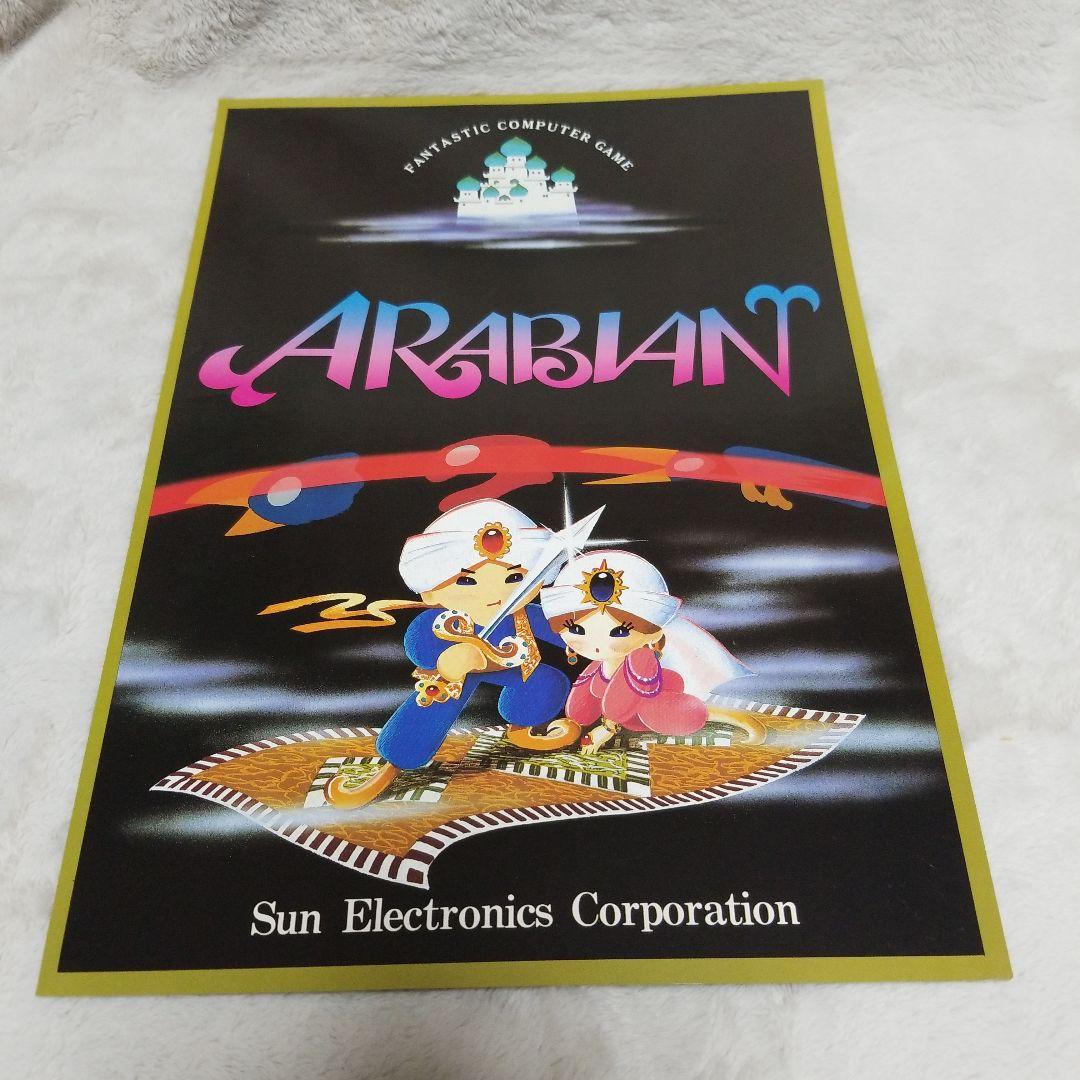 FANTASTIC COMPUTER GAME
ARABIAN
Sun Electronics Corporation